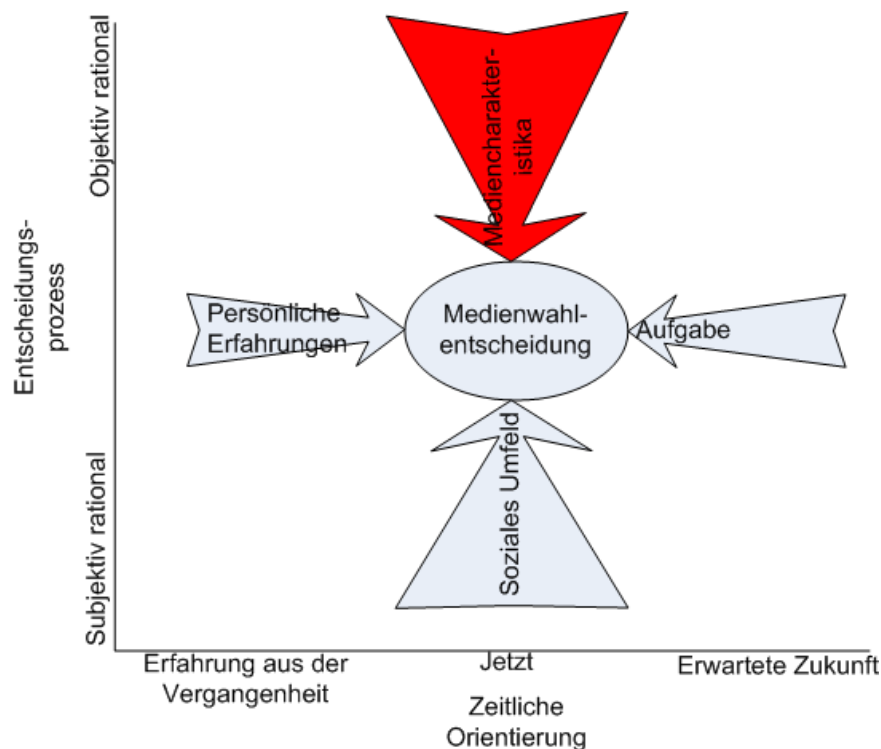 Objektiv rational
Entscheidungs-
prozess
Subjektiv rational
Mediencharakter-
istika
Persönliche
Erfahrungen
Medienwahl-
entscheidung
Aufgabe
Soziales Umfeld
Erfahrung aus der
Vergangenheit
Jetzt
Erwartete Zukunft
Zeitliche
Orientierung